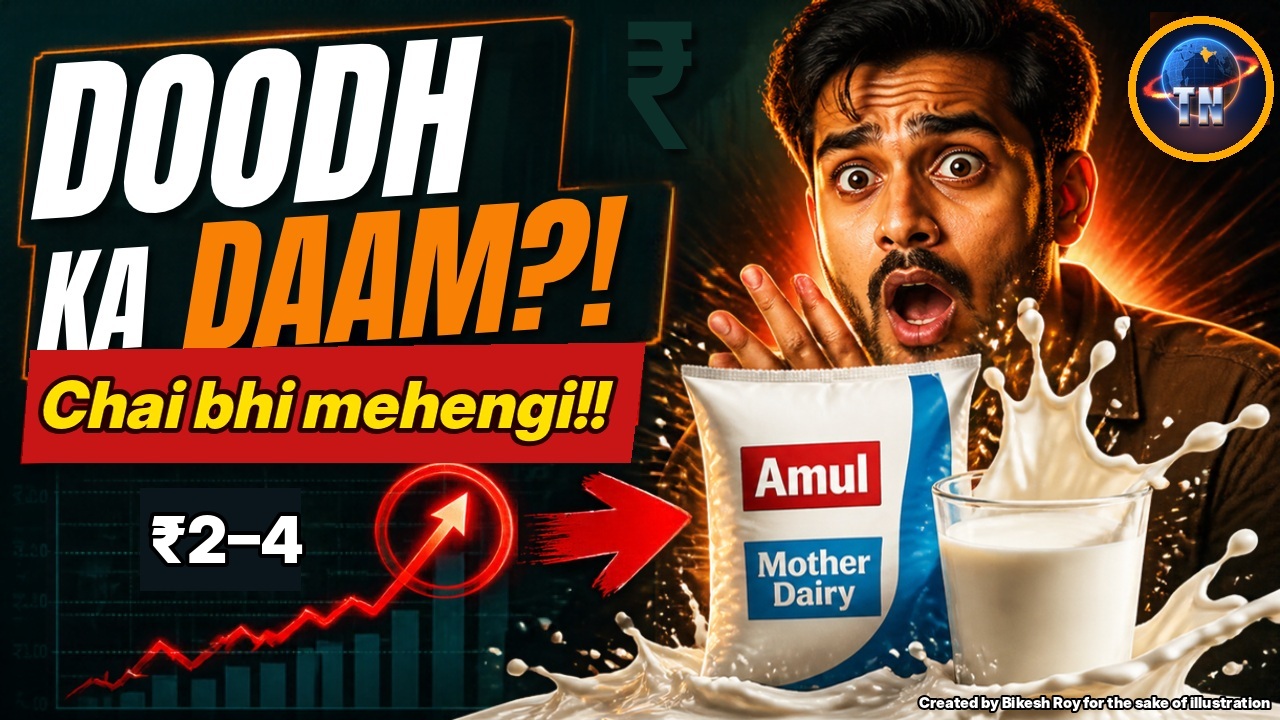 DOODH
KA DAAM?!
Chai bhi mehengi!!
₹2–4
₹
TN
Amul
Mother
Dairy
Created by Bikesh Roy for the sake of illustration